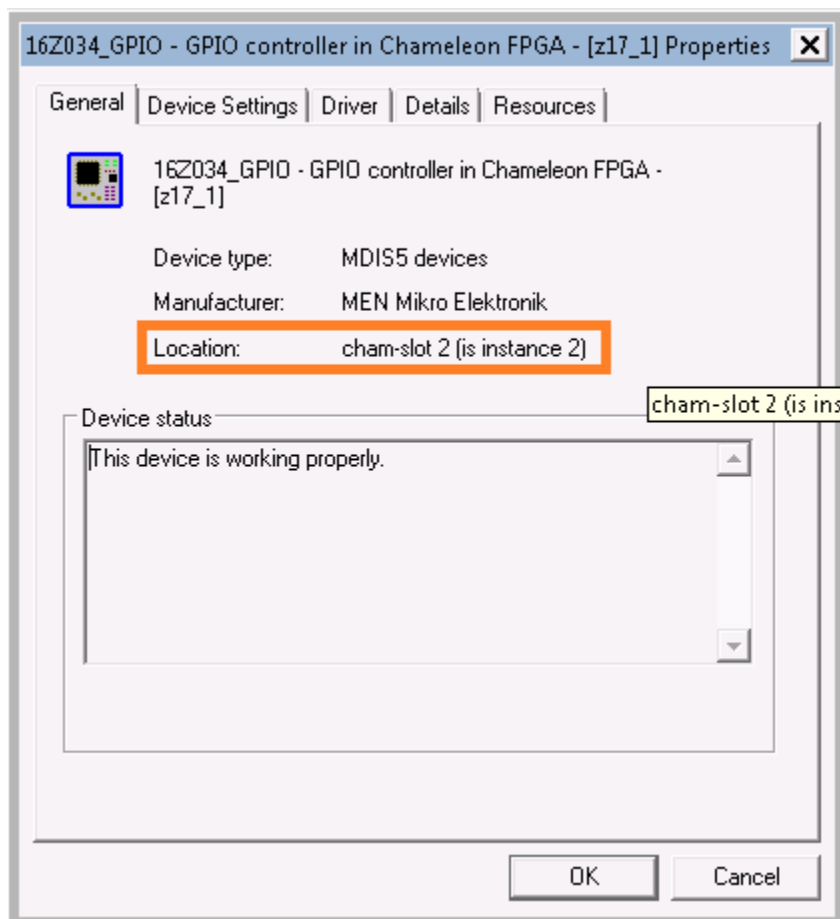 16Z034_GPIO - GPIO controller in Chameleon FPGA - [z17_1] Properties
General Device Settings Driver Details Resources
16Z034_GPIO - GPIO controller in Chameleon FPGA -
[z17_1]
Device type: MDIS5 devices
Manufacturer: MEN Mikro Elektronik
Location: cham-slot 2 (is instance 2)
cham-slot 2 (is ins
Device status
This device is working properly.
OK Cancel